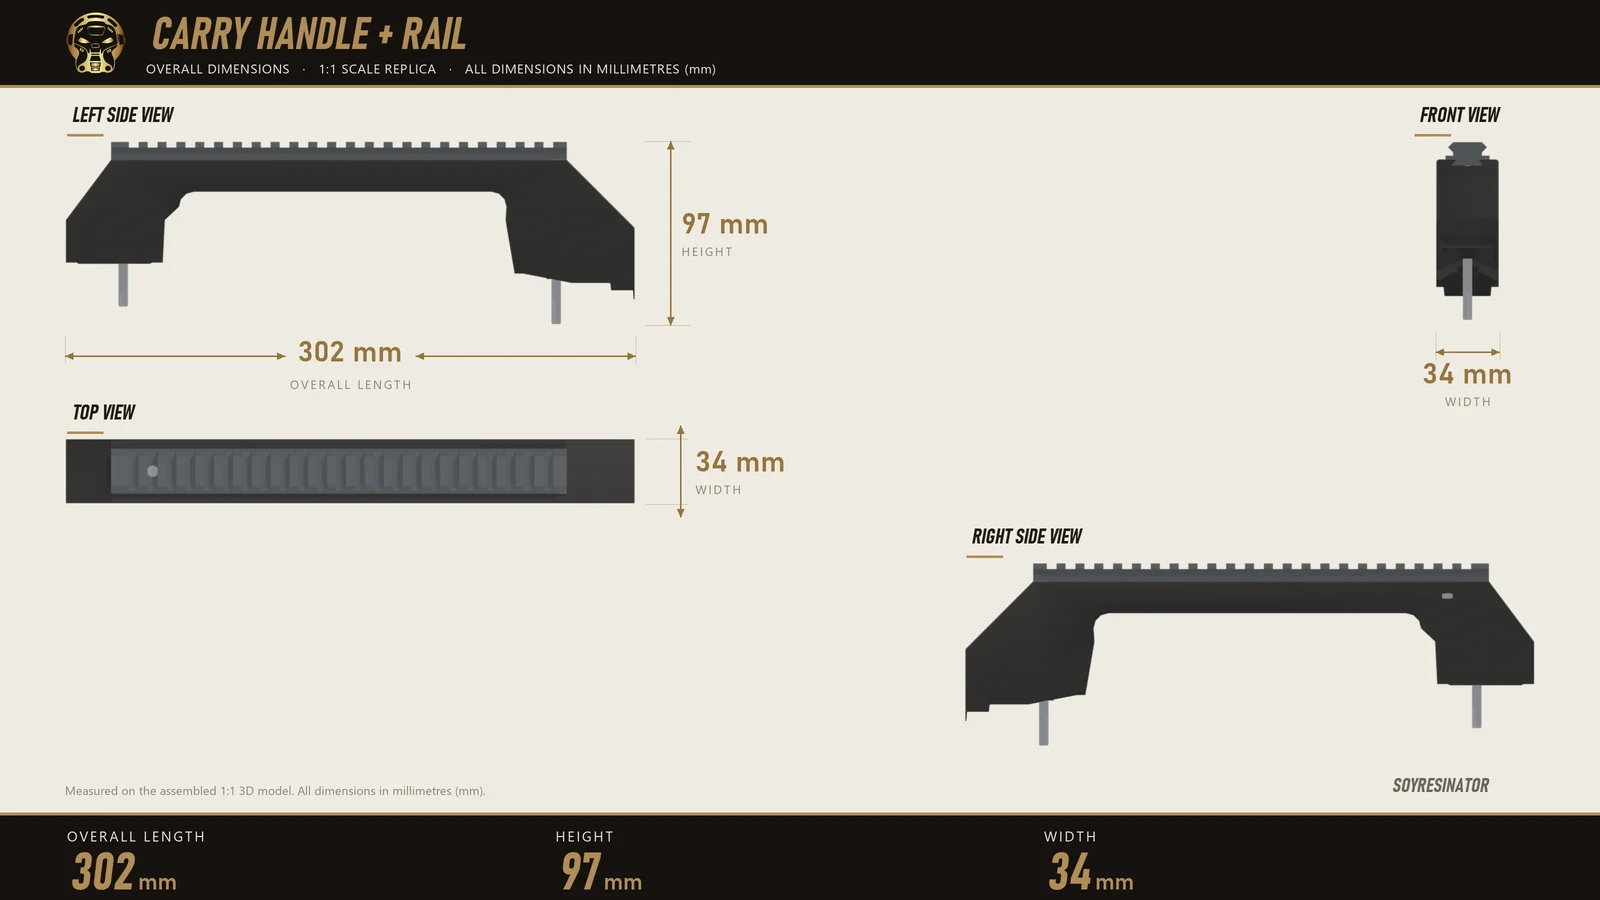 CARRY HANDLE + RAIL
OVERALL DIMENSIONS · 1:1 SCALE REPLICA · ALL DIMENSIONS IN MILLIMETRES (mm)
LEFT SIDE VIEW
FRONT VIEW
97 mm
HEIGHT
302 mm
OVERALL LENGTH
34 mm
WIDTH
TOP VIEW
34 mm
WIDTH
RIGHT SIDE VIEW
Measured on the assembled 1:1 3D model. All dimensions in millimetres (mm).
SOYRESINATOR
OVERALL LENGTH
302 mm
HEIGHT
97 mm
WIDTH
34 mm